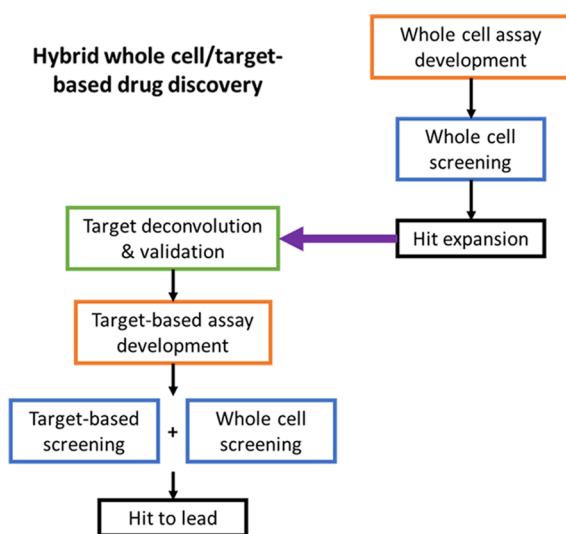 Hybrid whole cell/target-
based drug discovery
Whole cell assay
development
Whole cell
screening
Hit expansion
Target deconvolution
& validation
Target-based assay
development
Target-based
screening
+
Whole cell
screening
Hit to lead